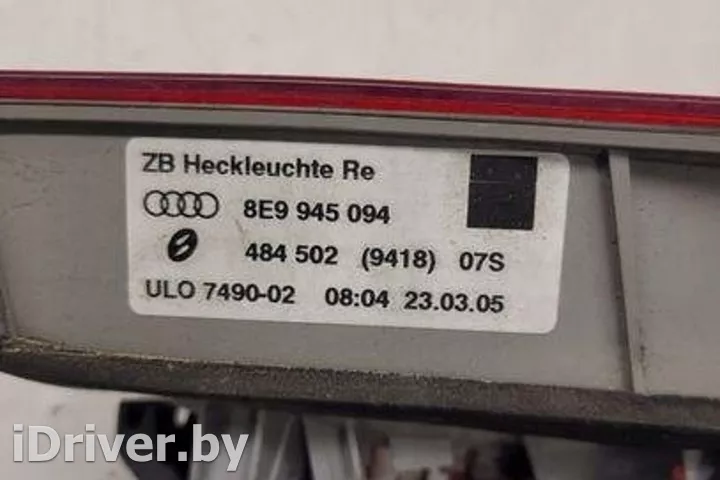 ZB Heckleuchte Re
8E9 945 094
484 502 (9418) 07S
ULO 7490-02 08:04 23.03.05
iDriver.by